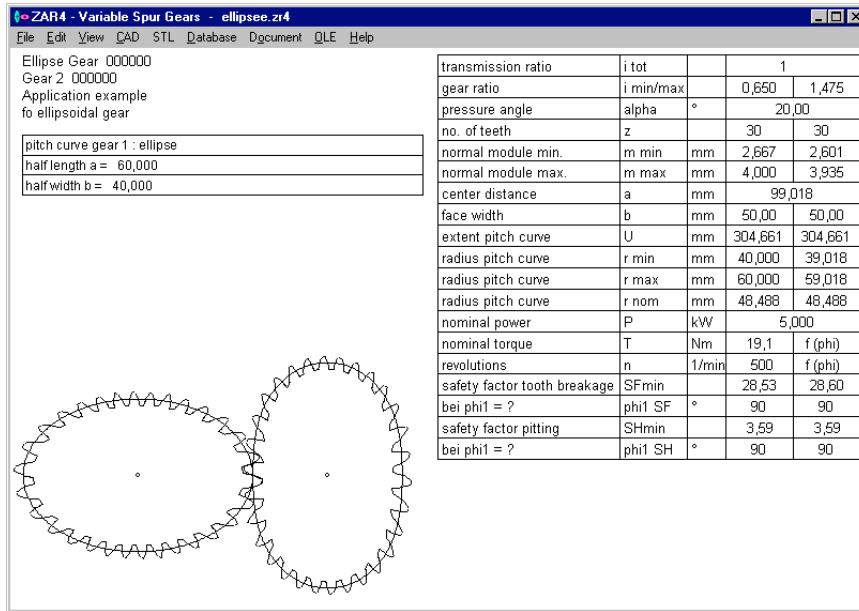 ZAR4 - Variable Spur Gears - ellipsee.zr4
File Edit View CAD STL Database Document OLE Help
Ellipse Gear 000000
Gear 2 000000
Application example
fo ellipsoidal gear
pitch curve gear 1 : ellipse
half length a = 60,000
half width b = 40,000
transmission ratio i tot 1
gear ratio i min/max 0,650 1,475
pressure angle alpha ° 20,00
no. of teeth z 30 30
normal module min. m min mm 2,667 2,601
normal module max. m max mm 4,000 3,935
center distance a mm 99,018
face width b mm 50,00 50,00
extent pitch curve U mm 304,661 304,661
radius pitch curve r min mm 40,000 39,018
radius pitch curve r max mm 60,000 59,018
radius pitch curve r nom mm 48,488 48,488
nominal power P kW 5,000
nominal torque T Nm 19,1 f (phi)
revolutions n 1/min 500 f (phi)
safety factor tooth breakage SFmin 28,53 28,60
bei phi1 = ? phi1 SF ° 90 90
safety factor pitting SHmin 3,59 3,59
bei phi1 = ? phi1 SH ° 90 90